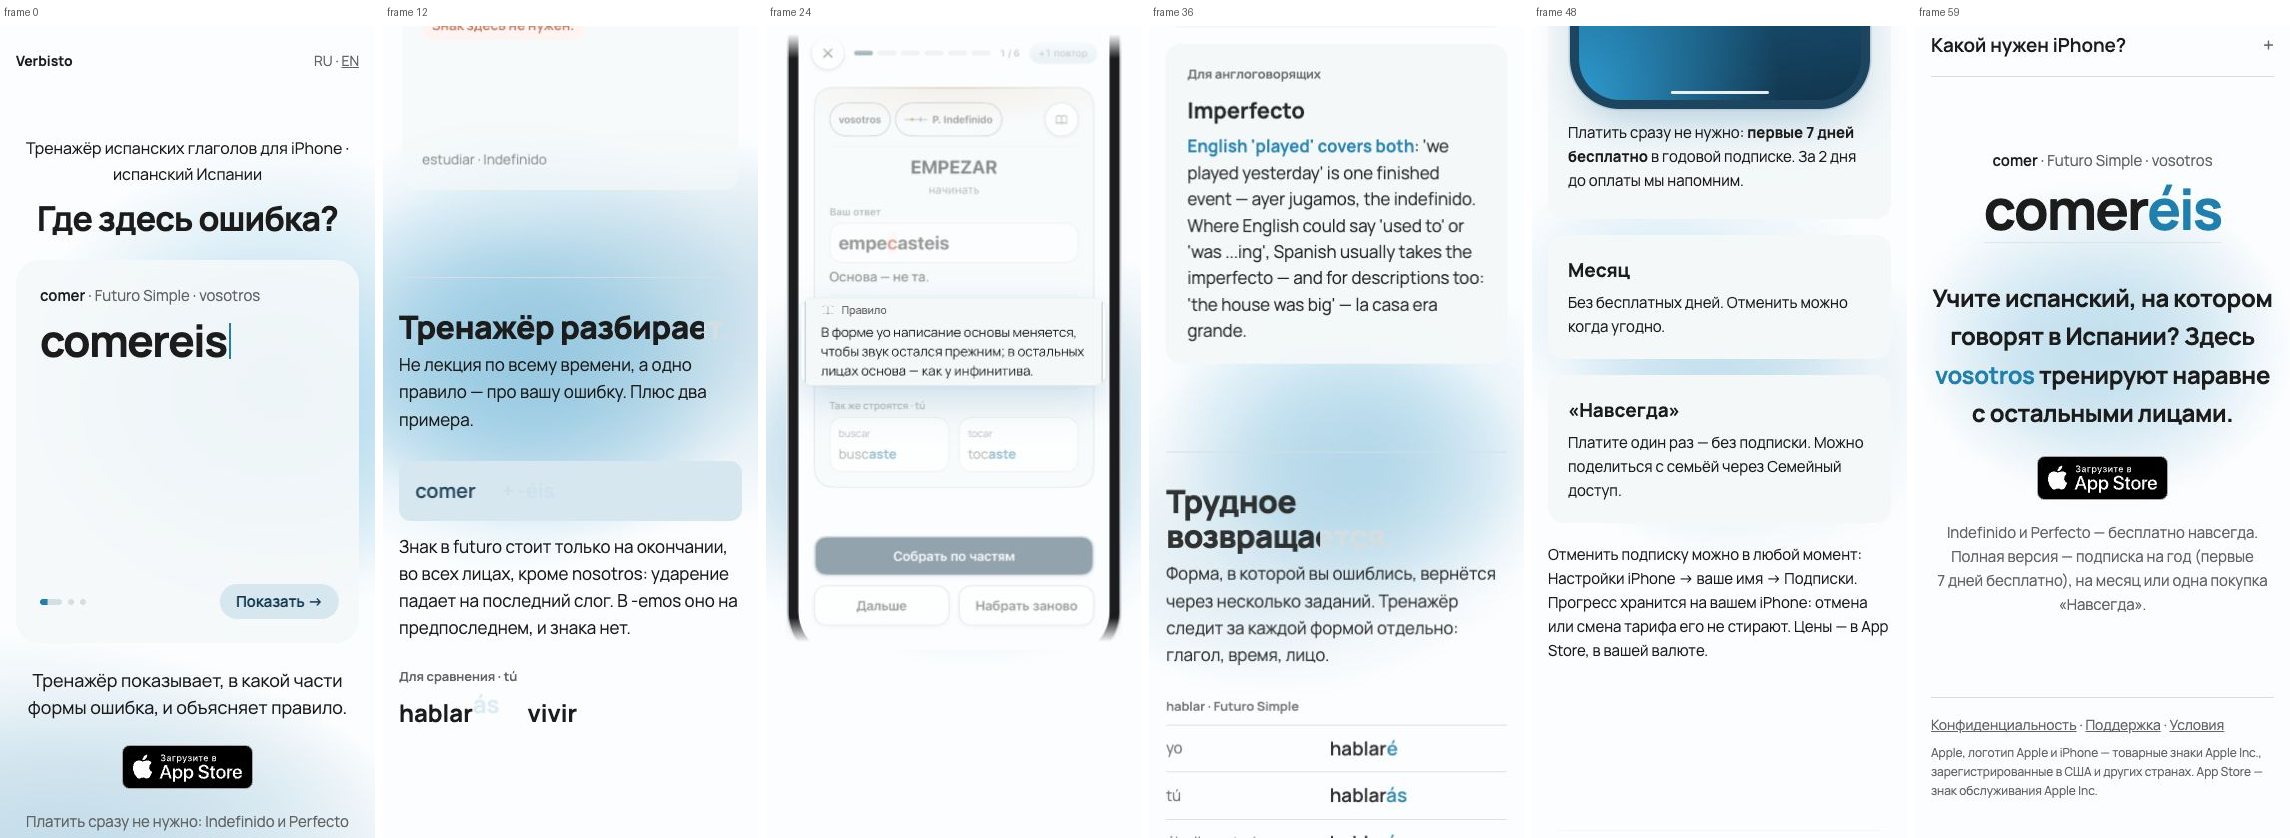 frame 0
Verbisto
RU · EN
Тренажёр испанских глаголов для iPhone ·
испанский Испании
Где здесь ошибка?
comer · Futuro Simple · vosotros
comereis
Показать →
Тренажёр показывает, в какой части
формы ошибка, и объясняет правило.
Загрузите в
App Store
Платить сразу не нужно: Indefinido и Perfecto
frame 12
Знак здесь не нужен.
estudiar · Indefinido
Тренажёр разбирает
Не лекция по всему времени, а одно
правило — про вашу ошибку. Плюс два
примера.
comer + -éis
Знак в futuro стоит только на окончании,
во всех лицах, кроме nosotros: ударение
падает на последний слог. В -emos оно на
предпоследнем, и знака нет.
Для сравнения · tú
hablarás vivir
frame 24
1 / 6
+1 повтор
vosotros
P. Indefinido
EMPEZAR
начинать
Ваш ответ
empecasteis
Основа — не та.
Правило
В форме yo написание основы меняется,
чтобы звук остался прежним; в остальных
лицах основа — как у инфинитива.
Так же строятся · tú
buscar
buscaste
tocar
tocaste
Собрать по частям
Дальше
Набрать заново
frame 36
Для англоговорящих
Imperfecto
English 'played' covers both: 'we
played yesterday' is one finished
event — ayer jugamos, the indefinido.
Where English could say 'used to' or
'was ...ing', Spanish usually takes the
imperfecto — and for descriptions too:
'the house was big' — la casa era
grande.
Трудное
возвращается
Форма, в которой вы ошиблись, вернётся
через несколько заданий. Тренажёр
следит за каждой формой отдельно:
глагол, время, лицо.
hablar · Futuro Simple
yo hablaré
tú hablarás
frame 48
Платить сразу не нужно: первые 7 дней
бесплатно в годовой подписке. За 2 дня
до оплаты мы напомним.
Месяц
Без бесплатных дней. Отменить можно
когда угодно.
«Навсегда»
Платите один раз — без подписки. Можно
поделиться с семьёй через Семейный
доступ.
Отменить подписку можно в любой момент:
Настройки iPhone → ваше имя → Подписки.
Прогресс хранится на вашем iPhone: отмена
или смена тарифа его не стирают. Цены — в App
Store, в вашей валюте.
frame 59
Какой нужен iPhone? +
comer · Futuro Simple · vosotros
comeréis
Учите испанский, на котором
говорят в Испании? Здесь
vosotros тренируют наравне
с остальными лицами.
Загрузите в
App Store
Indefinido и Perfecto — бесплатно навсегда.
Полная версия — подписка на год (первые
7 дней бесплатно), на месяц или одна покупка
«Навсегда».
Конфиденциальность · Поддержка · Условия
Apple, логотип Apple и iPhone — товарные знаки Apple Inc.,
зарегистрированные в США и других странах. App Store —
знак обслуживания Apple Inc.